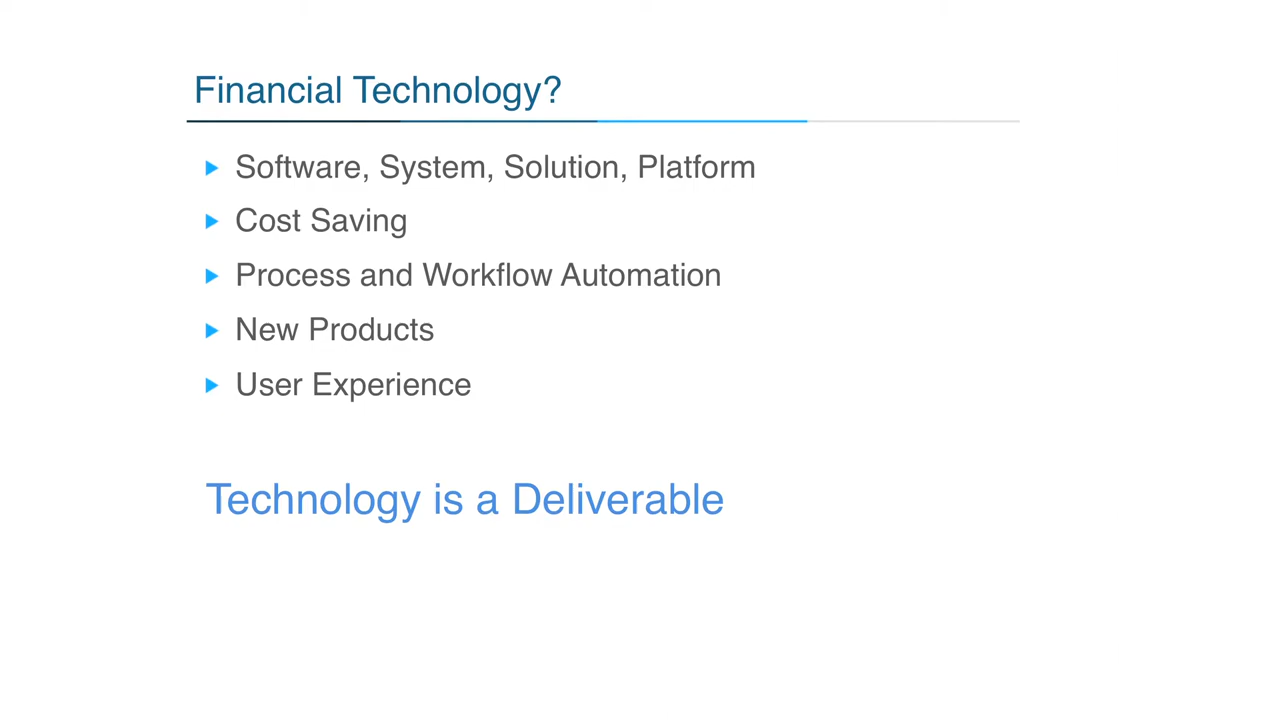 Financial Technology?
Software, System, Solution, Platform
Cost Saving
Process and Workflow Automation
New Products
User Experience
Technology is a Deliverable